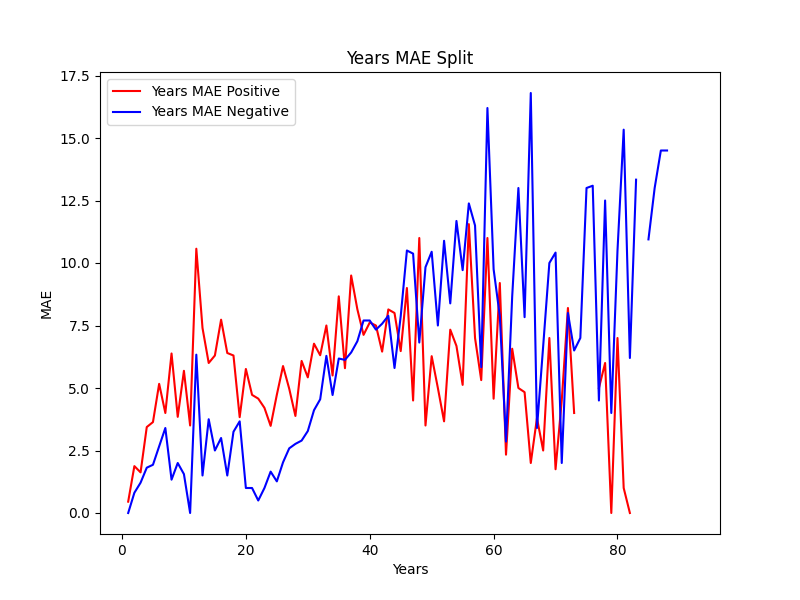 Years MAE Split
Years MAE Positive
Years MAE Negative
17.5
15.0
12.5
10.0
7.5
5.0
2.5
0.0
MAE
0 20 40 60 80
Years